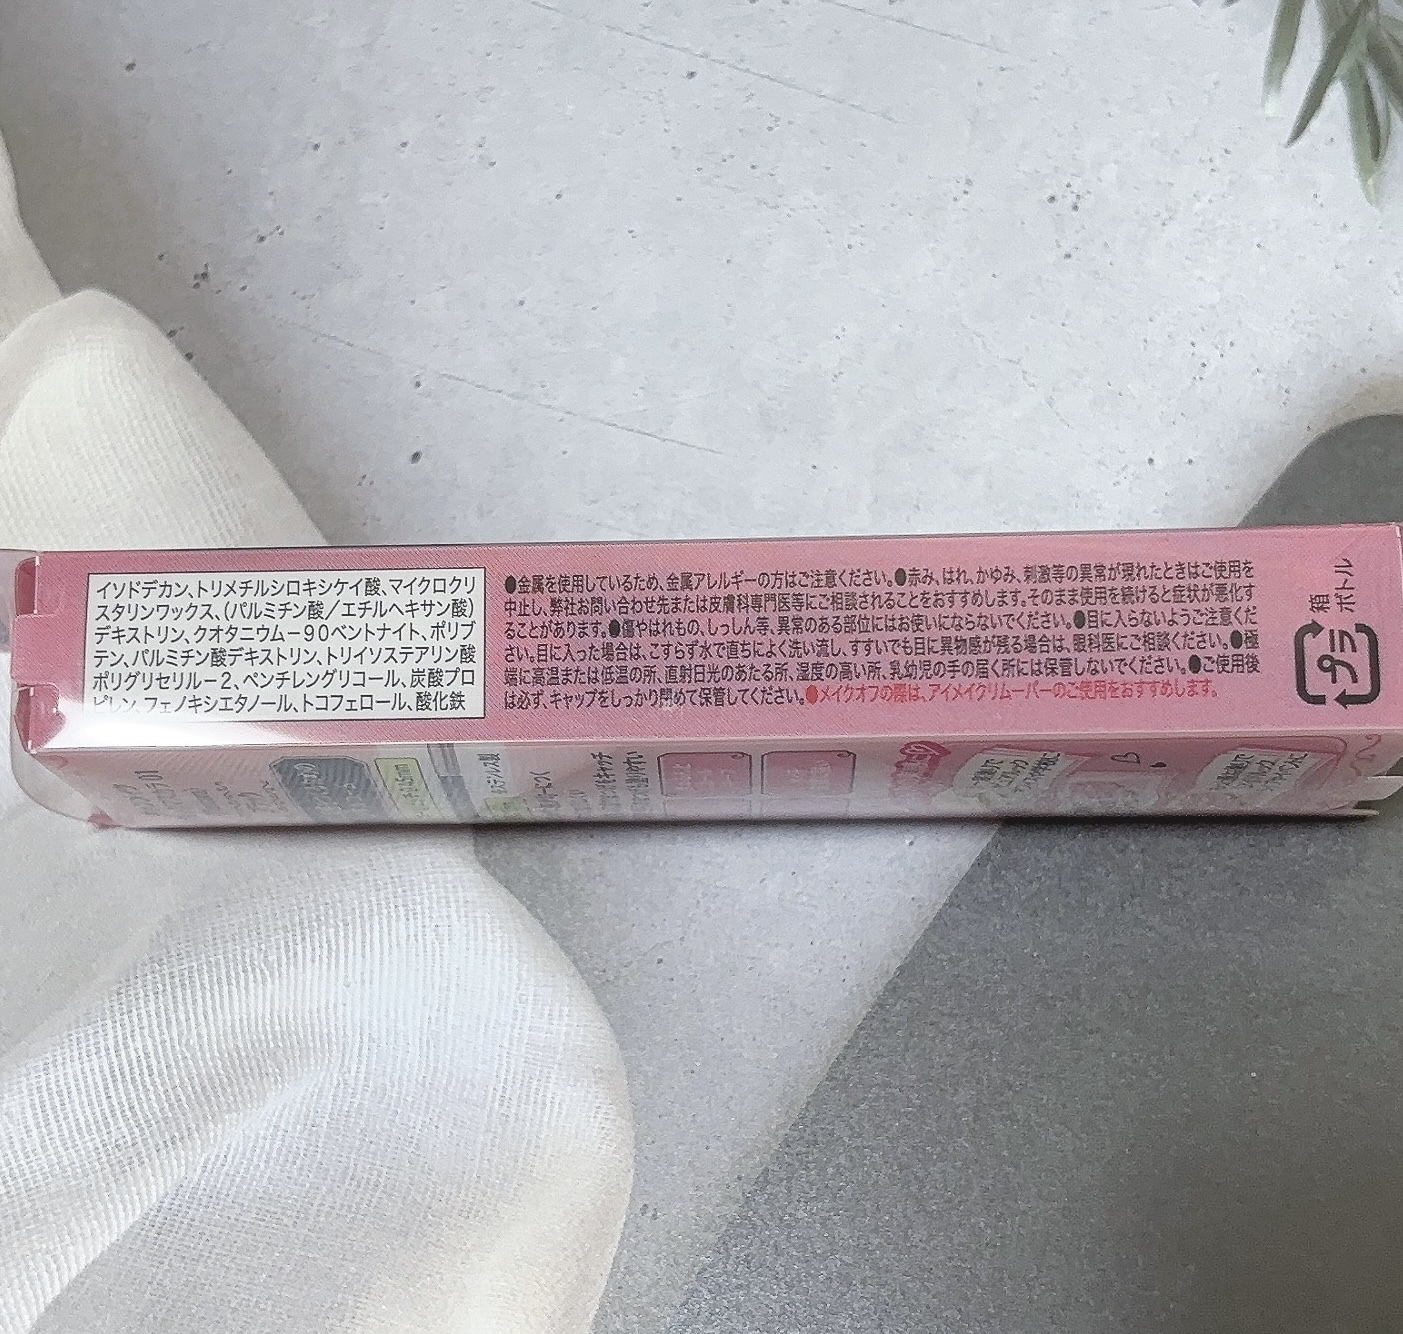 イソドデカン、トリメチルシロキシケイ酸、マイクロクリ
スタリンワックス、(パルミチン酸/エチルヘキサン酸)
デキストリン、クオタニウム－90ベントナイト、ポリブ
テン、パルミチン酸デキストリン、トリイソステアリン酸
ポリグリセリル－2、ペンチレングリコール、炭酸プロ
ピレン、フェノキシエタノール、トコフェロール、酸化鉄
●金属を使用しているため、金属アレルギーの方はご注意ください。●赤み、はれ、かゆみ、刺激等の異常が現れたときはご使用を
中止し、弊社お問い合わせ先または皮膚科専門医等にご相談されることをおすすめします。そのまま使用を続けると症状が悪化す
ることがあります。●傷やはれもの、しっしん等、異常のある部位にはお使いにならないでください。●目に入らないようご注意くだ
さい。目に入った場合は、こすらず水で直ちによく洗い流し、すすいでも目に異物感が残る場合は、眼科医にご相談ください。●極
端に高温または低温の所、直射日光のあたる所、湿度の高い所、乳幼児の手の届く所には保管しないでください。●ご使用後
は必ず、キャップをしっかり閉めて保管してください。●メイクオフの際は、アイメイクリムーバーのご使用をおすすめします。
箱
ボトル
プラ